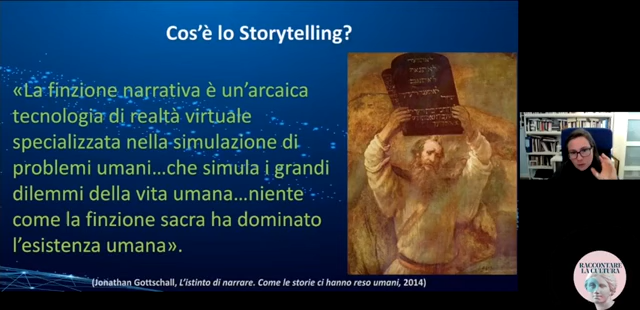 Cos'è lo Storytelling?
«La finzione narrativa è un'arcaica
tecnologia di realtà virtuale
specializzata nella simulazione di
problemi umani...che simula i grandi
dilemmi della vita umana...niente
come la finzione sacra ha dominato
l'esistenza umana».
(Jonathan Gottschall, L'istinto di narrare. Come le storie ci hanno reso umani, 2014)
RACCONTARE
LA CULTURA